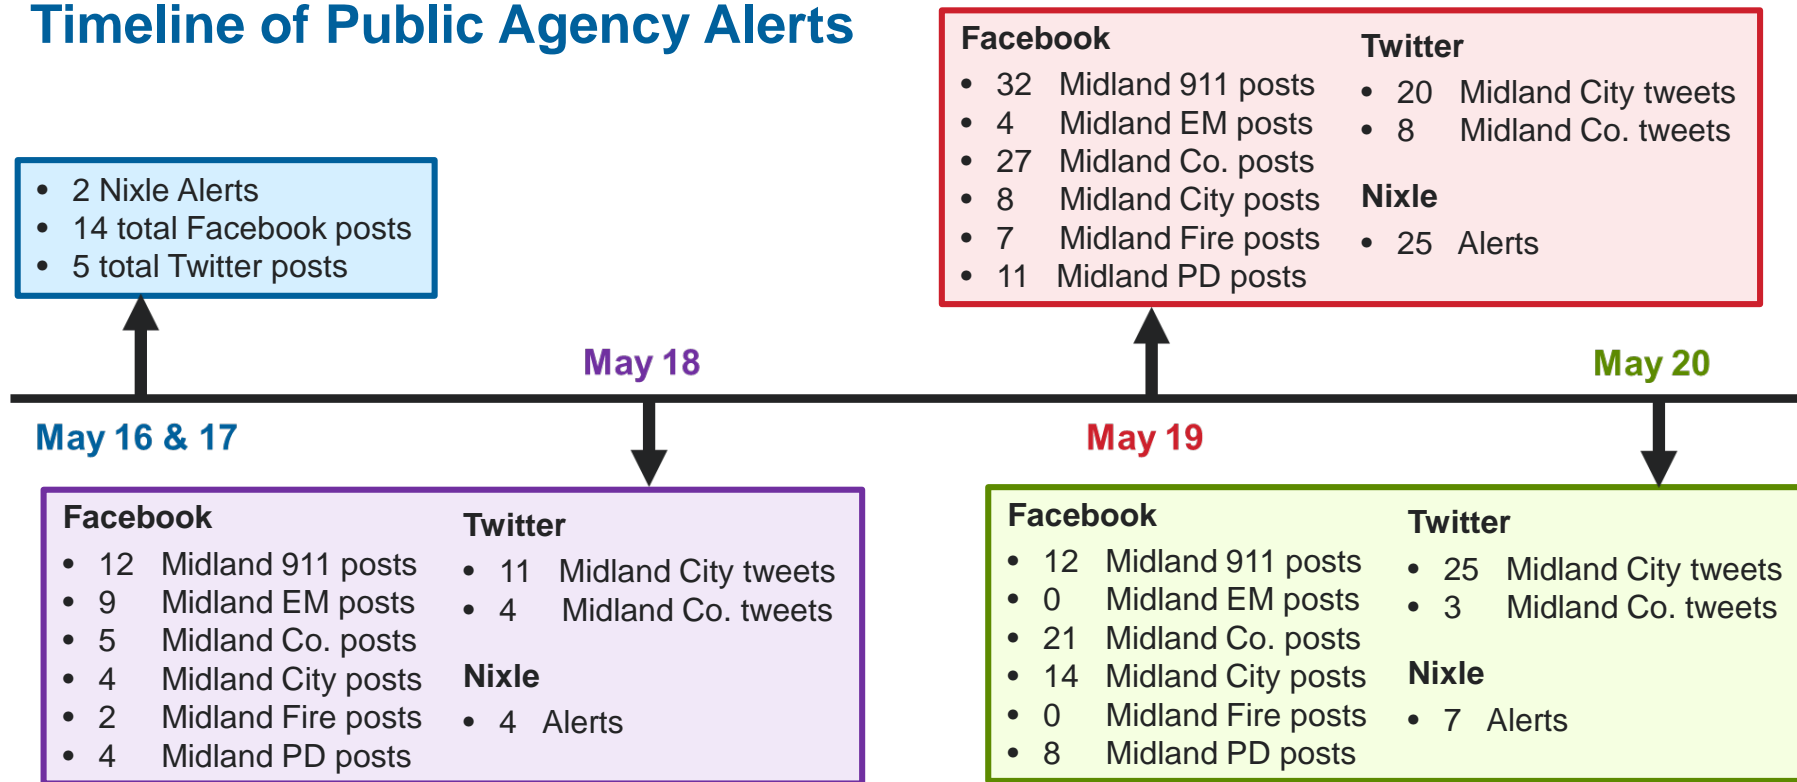 Timeline of Public Agency Alerts
• 2 Nixle Alerts
• 14 total Facebook posts
• 5 total Twitter posts
May 16 & 17
May 18
Facebook
• 12 Midland 911 posts
• 9 Midland EM posts
• 5 Midland Co. posts
• 4 Midland City posts
• 2 Midland Fire posts
• 4 Midland PD posts
Twitter
• 11 Midland City tweets
• 4 Midland Co. tweets
Nixle
• 4 Alerts
Facebook
• 32 Midland 911 posts
• 4 Midland EM posts
• 27 Midland Co. posts
• 8 Midland City posts
• 7 Midland Fire posts
• 11 Midland PD posts
Twitter
• 20 Midland City tweets
• 8 Midland Co. tweets
Nixle
• 25 Alerts
May 19
May 20
Facebook
• 12 Midland 911 posts
• 0 Midland EM posts
• 21 Midland Co. posts
• 14 Midland City posts
• 0 Midland Fire posts
• 8 Midland PD posts
Twitter
• 25 Midland City tweets
• 3 Midland Co. tweets
Nixle
• 7 Alerts